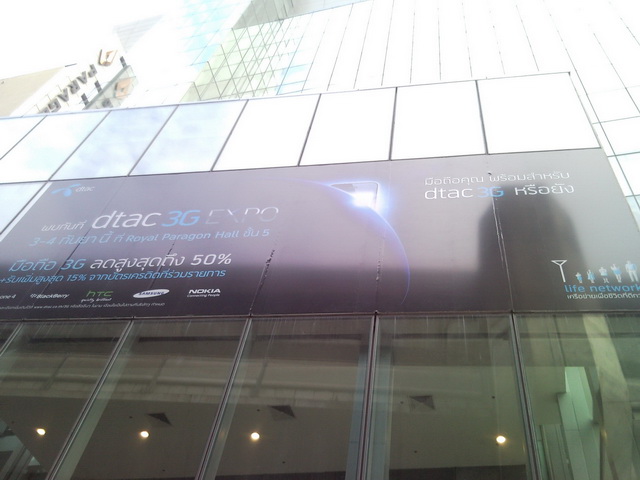 PARAG
dtac
พบกันที่ dtac 3G EXPO
3-4 กันยา นี้ ที่ Royal Paragon Hall ชั้น 5
มือถือ 3G ลดสูงสุดถึง 50%
+รับเพิ่มสูงสุด 15% จากบัตรเครดิตที่ร่วมรายการ
BlackBerry
hTC
SAMSUNG
NOKIA
Connecting People
มือถือคุณ พร้อมสำหรับ
dtac 3G หรือยัง
life network